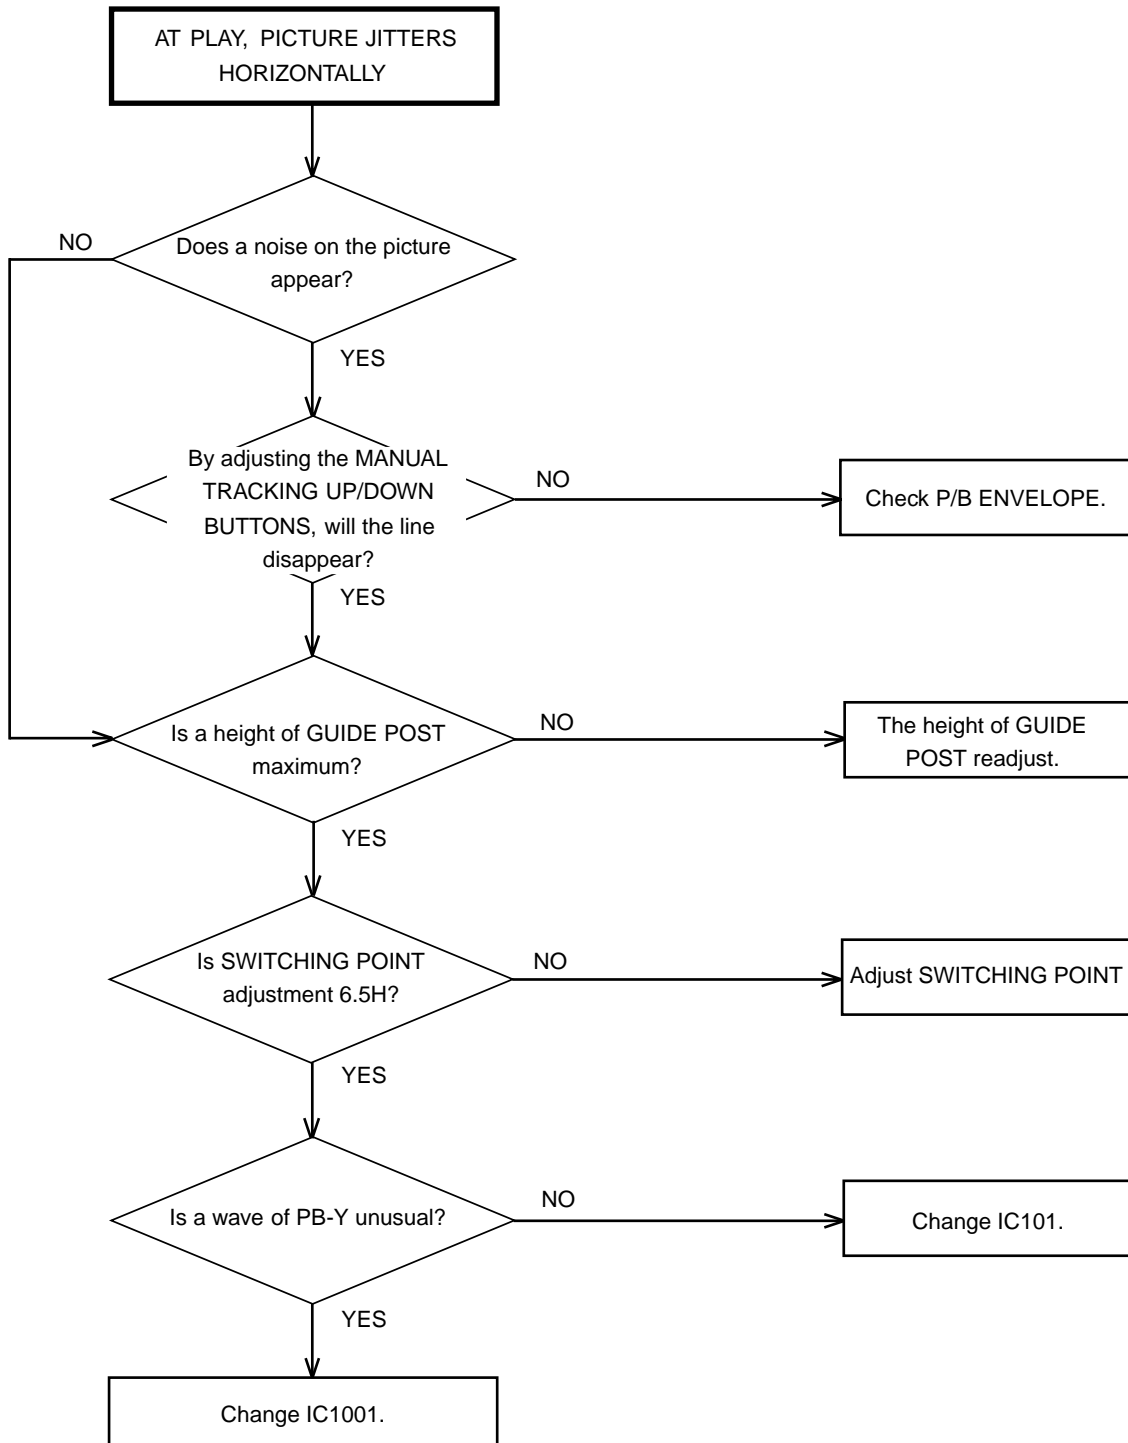 AT PLAY, PICTURE JITTERS
HORIZONTALLY
NO
Does a noise on the picture
appear?
YES
By adjusting the MANUAL
TRACKING UP/DOWN
BUTTONS, will the line
disappear?
NO
Check P/B ENVELOPE.
YES
Is a height of GUIDE POST
maximum?
NO
The height of GUIDE
POST readjust.
YES
Is SWITCHING POINT
adjustment 6.5H?
NO
Adjust SWITCHING POINT
YES
Is a wave of PB-Y unusual?
NO
Change IC101.
YES
Change IC1001.